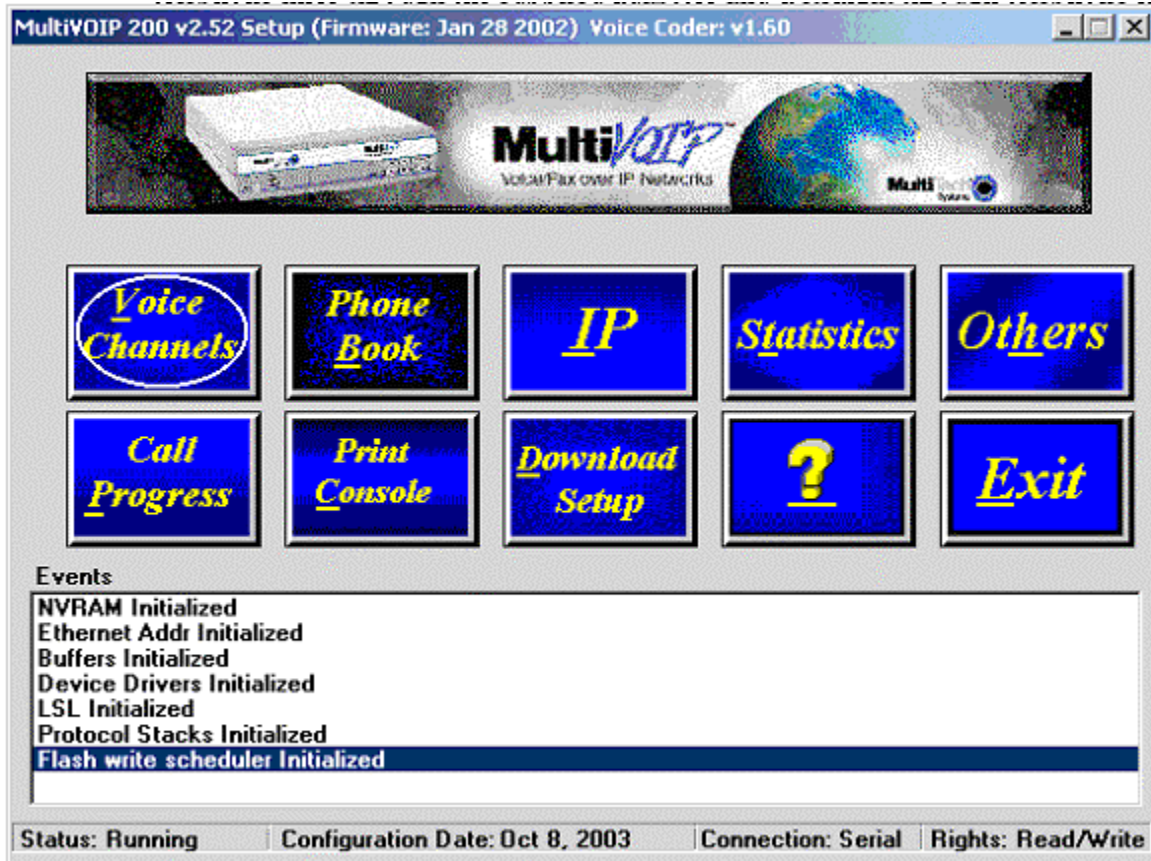 MultiVOIP 200 v2.52 Setup (Firmware: Jan 28 2002) Voice Coder: v1.60
MultiVOIP™
Voice/Fax over IP Networks
MultiTech
Systems
Voice
Channels
Phone
Book
IP
Statistics
Others
Call
Progress
Print
Console
Download
Setup
?
Exit
Events
NVRAM Initialized
Ethernet Addr Initialized
Buffers Initialized
Device Drivers Initialized
LSL Initialized
Protocol Stacks Initialized
Flash write scheduler Initialized
Status: Running Configuration Date: Oct 8, 2003 Connection: Serial Rights: Read/Write